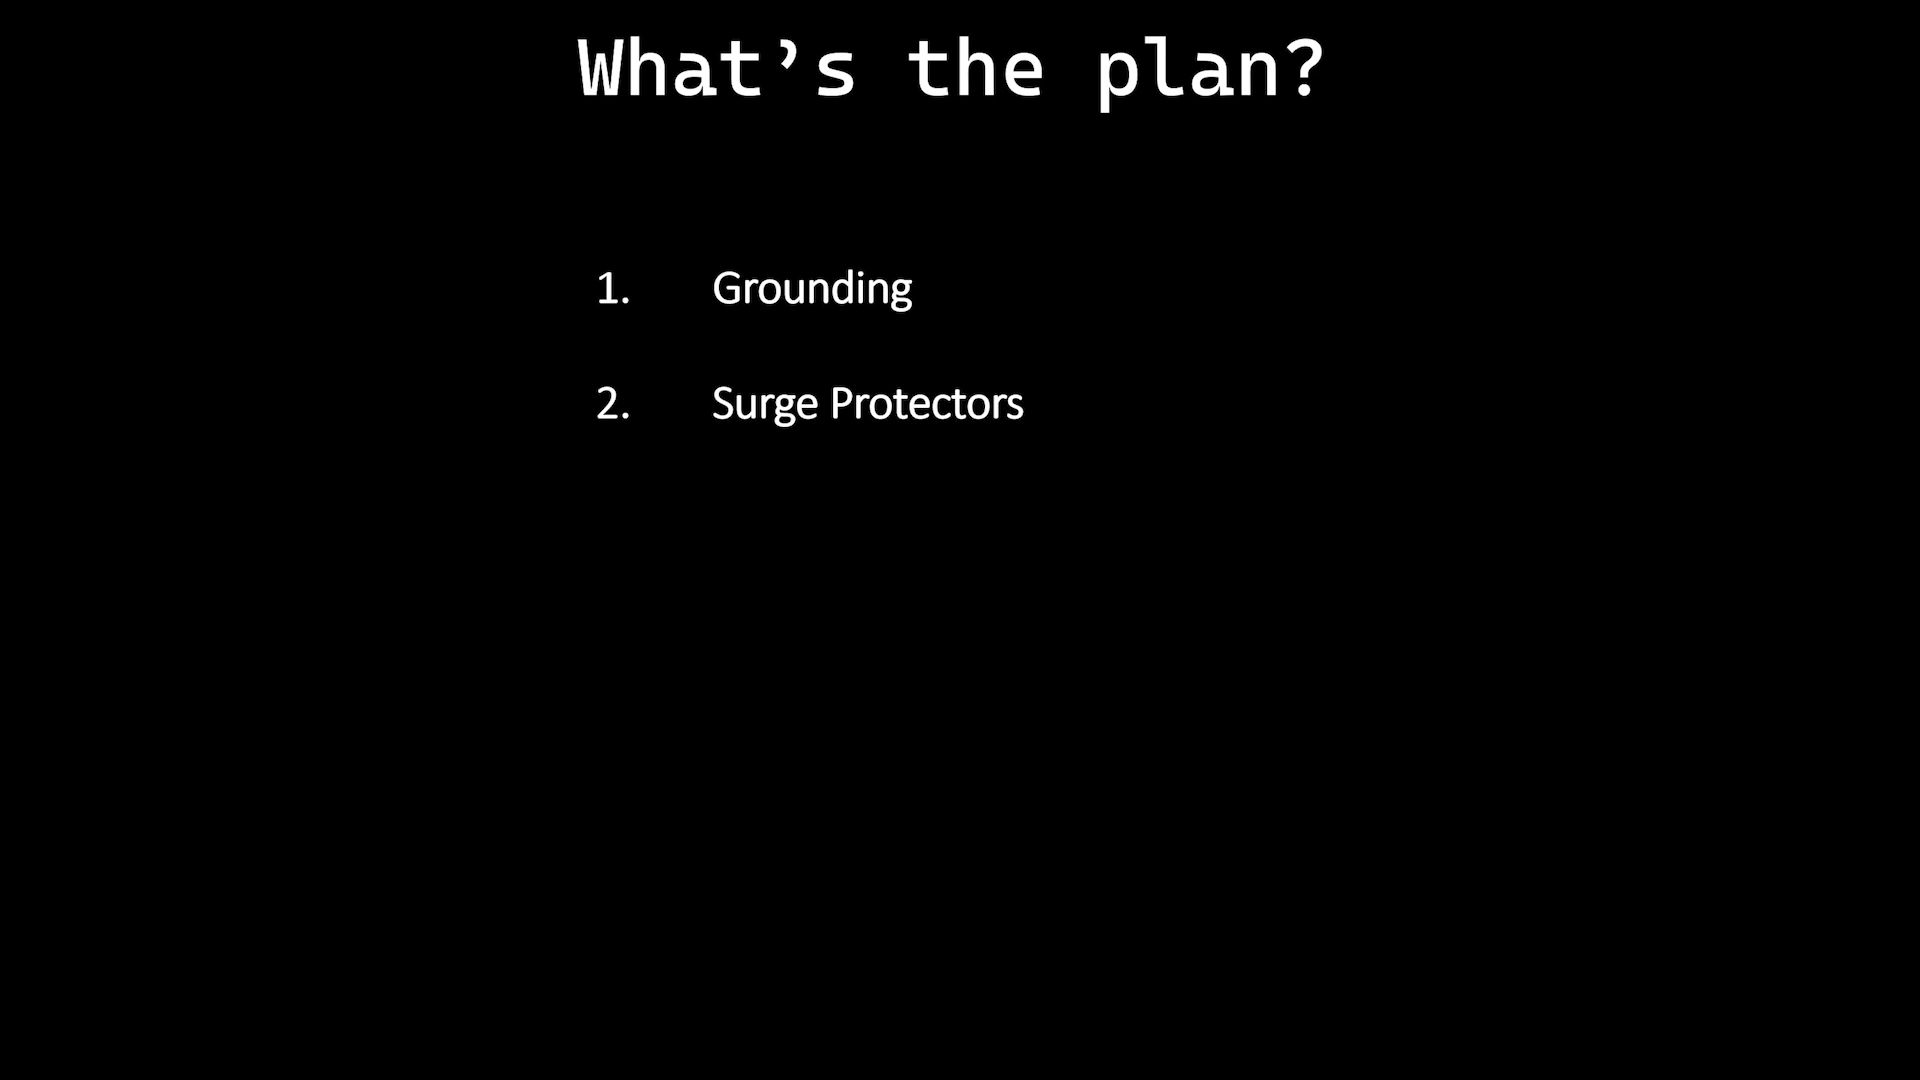 What’s the plan?
1. Grounding
2. Surge Protectors